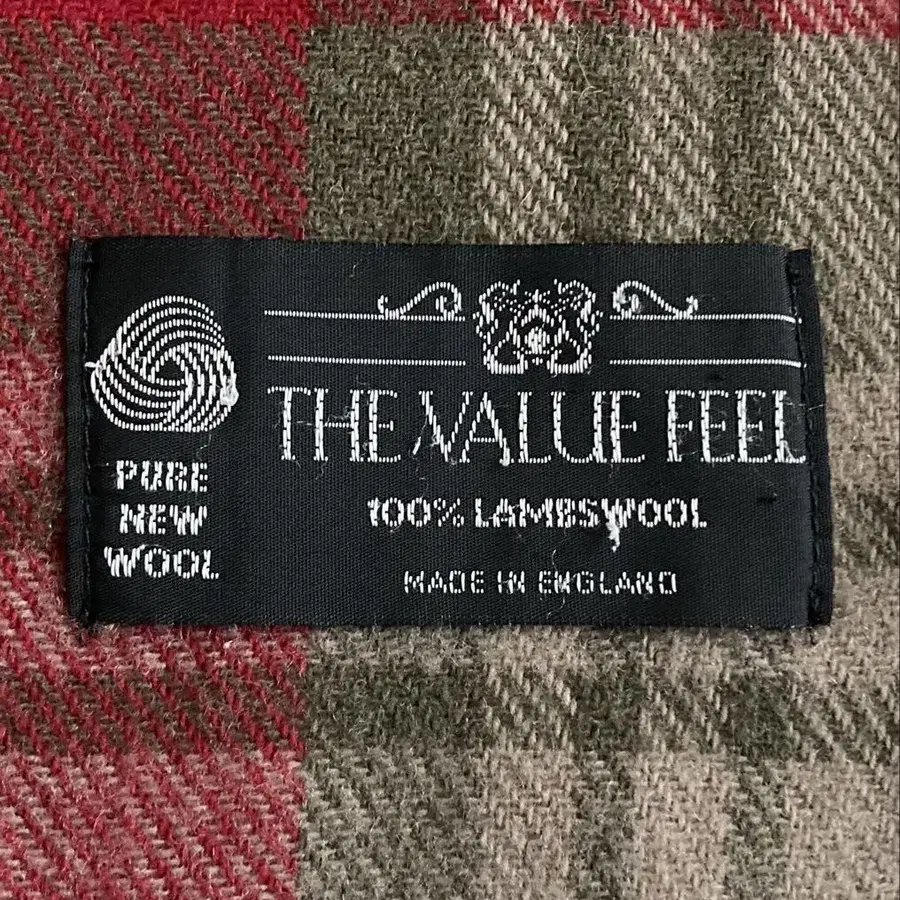 THE VALUE FEEL
100% LAMBSWOOL
MADE IN ENGLAND
PURE
NEW
WOOL